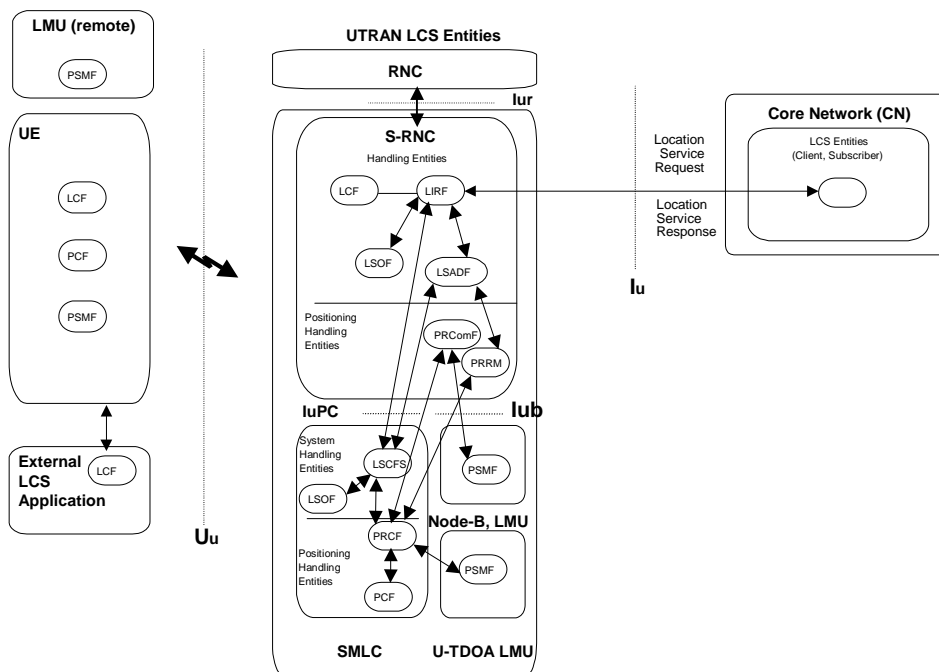 LMU (remote)
PSMF
UE
LCF
PCF
PSMF
External
LCS
Application
LCF
Uu
UTRAN LCS Entities
RNC
Iur
S-RNC
Handling Entities
LCF
LIRF
LSOF
LSADF
Positioning
Handling
Entities
PRComF
PRRM
IuPC
Iub
System
Handling
Entities
LSCFS
LSOF
PRCF
Positioning
Handling
Entities
PCF
SMLC
PSMF
Node-B, LMU
PSMF
U-TDOA LMU
Location
Service
Request
Location
Service
Response
Iu
Core Network (CN)
LCS Entities
(Client, Subscriber)